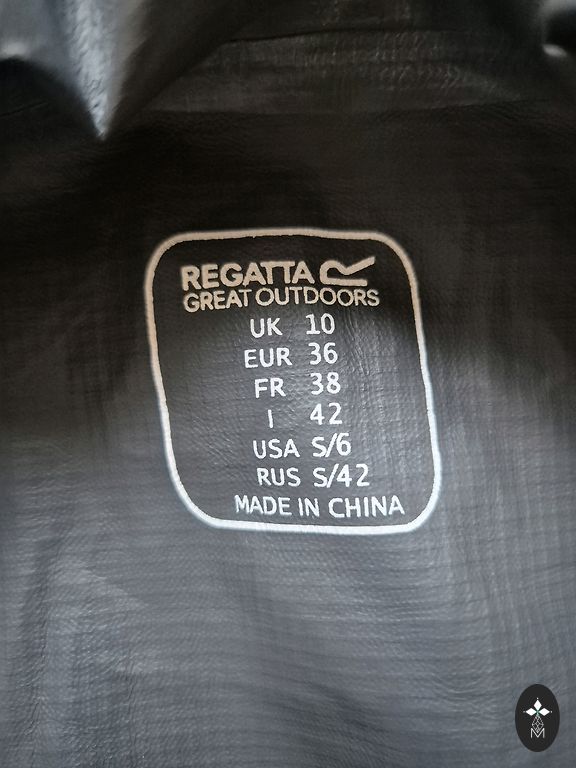 REGATTA
GREAT OUTDOORS
UK 10
EUR 36
FR 38
I 42
USA S/6
RUS S/42
MADE IN CHINA
M